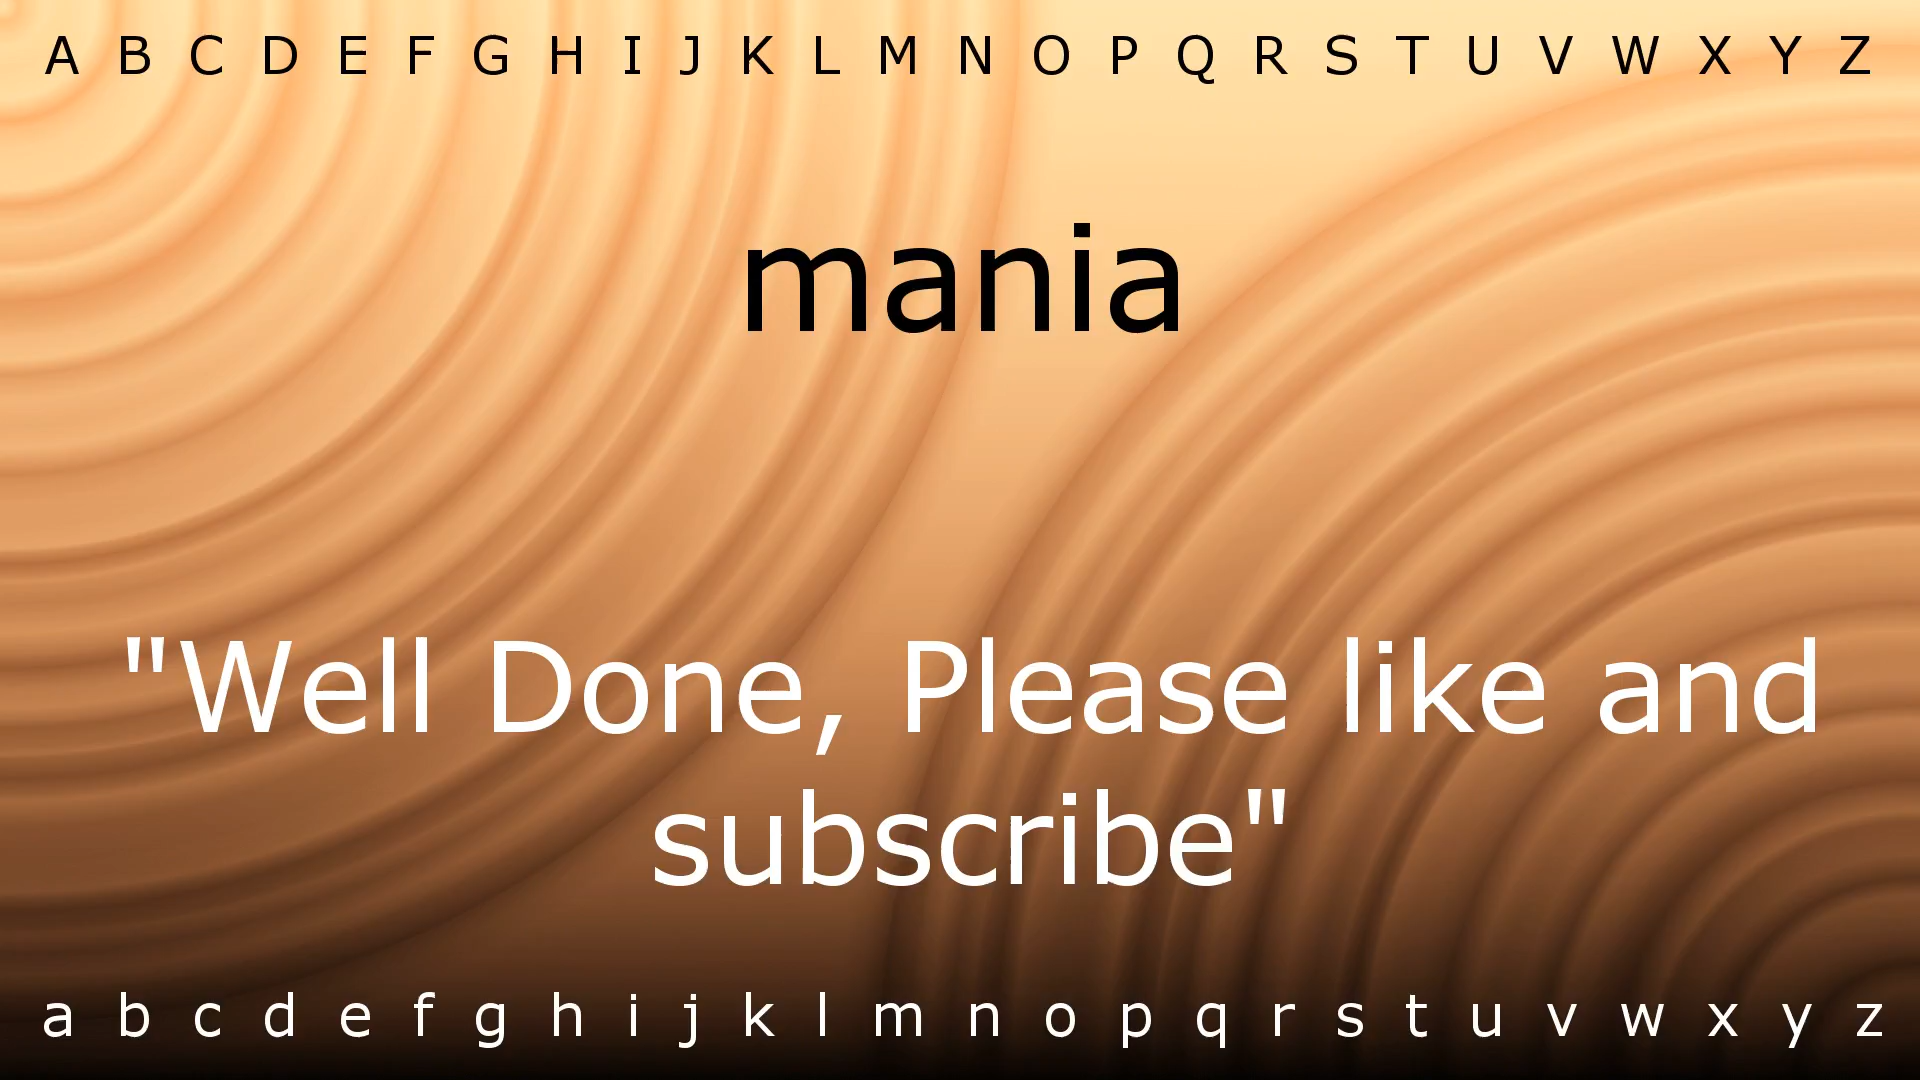 A B C D E F G H I J K L M N O P Q R S T U V W X Y Z
mania
"Well Done, Please like and
subscribe"
a b c d e f g h i j k l m n o p q r s t u v w x y z